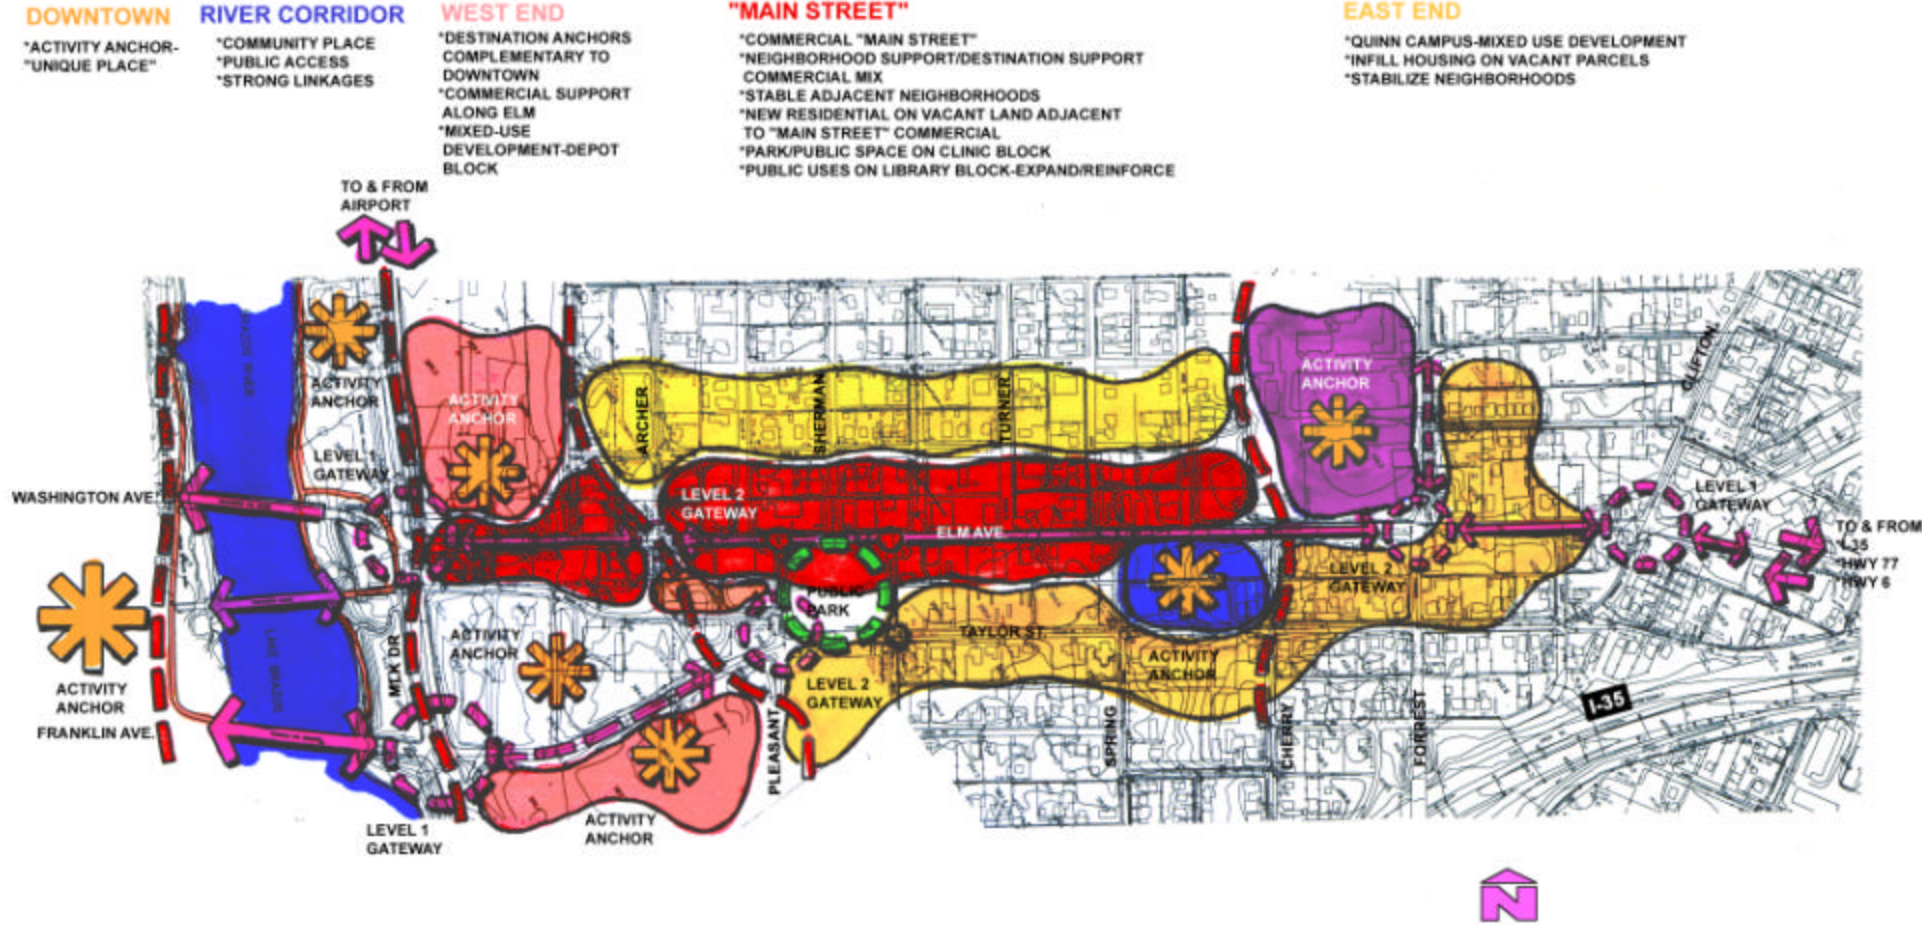 DOWNTOWN
*ACTIVITY ANCHOR-
"UNIQUE PLACE"
RIVER CORRIDOR
*COMMUNITY PLACE
*PUBLIC ACCESS
*STRONG LINKAGES
WEST END
*DESTINATION ANCHORS
COMPLEMENTARY TO
DOWNTOWN
*COMMERCIAL SUPPORT
ALONG ELM
*MIXED-USE
DEVELOPMENT-DEPOT
BLOCK
"MAIN STREET"
*COMMERCIAL "MAIN STREET"
*NEIGHBORHOOD SUPPORT/DESTINATION SUPPORT
COMMERCIAL MIX
*STABLE ADJACENT NEIGHBORHOODS
*NEW RESIDENTIAL ON VACANT LAND ADJACENT
TO "MAIN STREET" COMMERCIAL
*PARK/PUBLIC SPACE ON CLINIC BLOCK
*PUBLIC USES ON LIBRARY BLOCK-EXPAND/REINFORCE
EAST END
*QUINN CAMPUS-MIXED USE DEVELOPMENT
*INFILL HOUSING ON VACANT PARCELS
*STABILIZE NEIGHBORHOODS
TO & FROM
AIRPORT
BRAZOS RIVER
ACTIVITY
ANCHOR
ACTIVITY
ANCHOR
ARCHER
SHERMAN
TURNER
ACTIVITY
ANCHOR
CLIFTON
LEVEL 1
GATEWAY
WASHINGTON AVE.
LEVEL 2
GATEWAY
ELM AVE.
LEVEL 1
GATEWAY
TO & FROM
*I-35
*HWY 77
*HWY 6
LEVEL 2
GATEWAY
PUBLIC
PARK
TAYLOR ST.
ACTIVITY
ANCHOR
ACTIVITY
ANCHOR
LAKE BRAZOS
MLK DR
ACTIVITY
ANCHOR
FRANKLIN AVE.
LEVEL 2
GATEWAY
PLEASANT
SPRING
CHERRY
FORREST
I-35
ACTIVITY
ANCHOR
LEVEL 1
GATEWAY
N